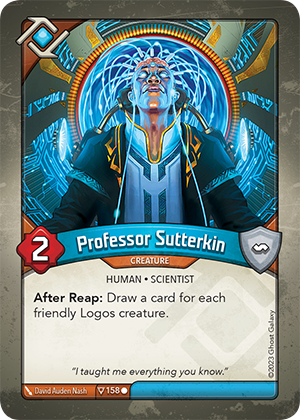 Professor Sutterkin
2
CREATURE
HUMAN • SCIENTIST
After Reap: Draw a card for each
friendly Logos creature.
"I taught me everything you know."
©2023 Ghost Galaxy
David Auden Nash
158